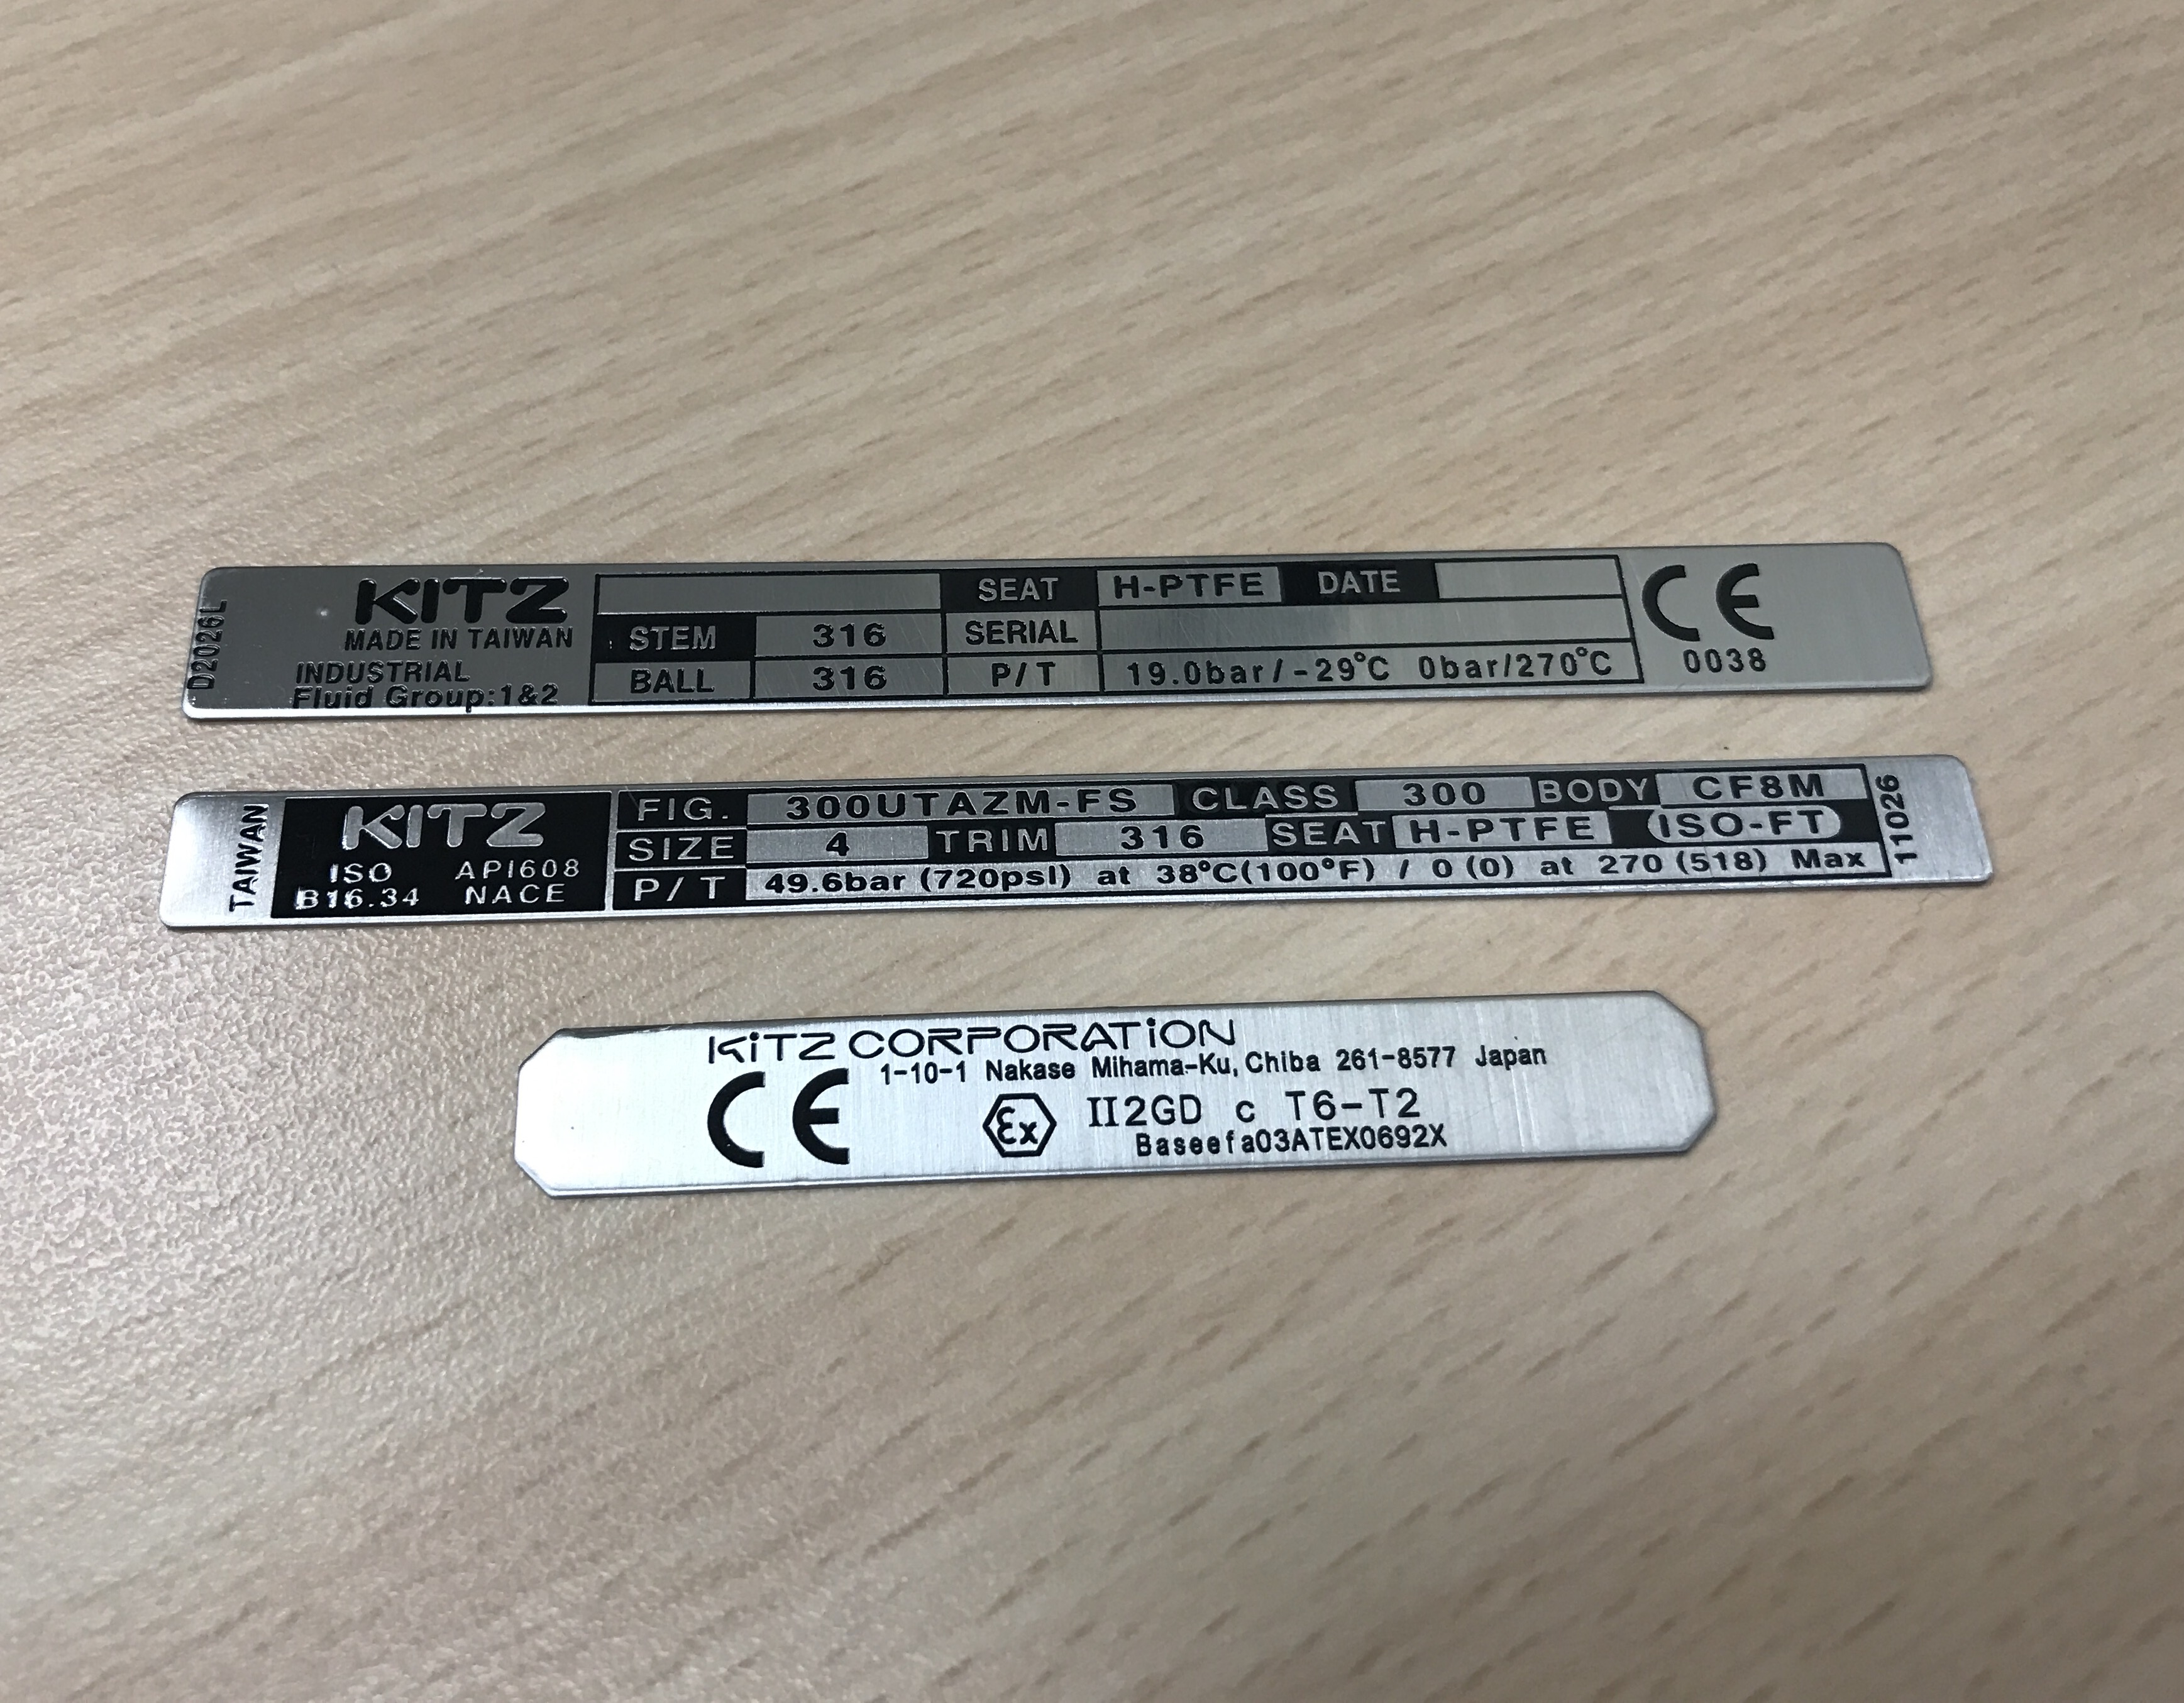 D2026L
KITZ
MADE IN TAIWAN
INDUSTRIAL
Fluid Group:1&2
SEAT H-PTFE DATE
STEM 316 SERIAL
BALL 316 P/T 19.0bar/-29°C 0bar/270°C
CE
0038
TAIWAN
KITZ
ISO API608
B16.34 NACE
FIG. 300UTAZM-FS CLASS 300 BODY CF8M
SIZE 4 TRIM 316 SEAT H-PTFE ISO-FT
P/T 49.6bar (720psI) at 38°C(100°F) / 0 (0) at 270 (518) Max
11026
KiTZ CORPORATiON
1-10-1 Nakase Mihama-Ku, Chiba 261-8577 Japan
CE Ex II2GD c T6-T2
Baseefa03ATEX0692X